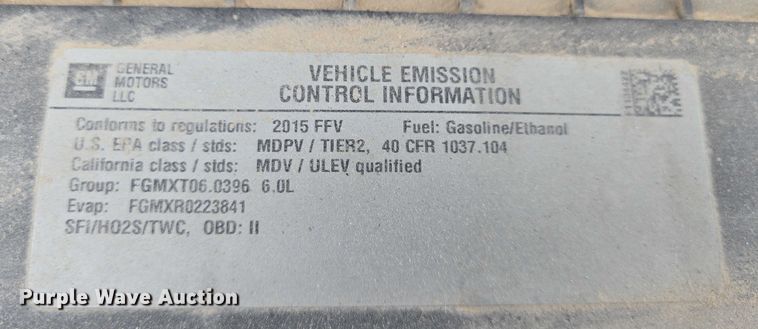 GM
GENERAL
MOTORS
LLC
VEHICLE EMISSION
CONTROL INFORMATION
Conforms to regulations: 2015 FFV Fuel: Gasoline/Ethanol
U.S. EPA class / stds: MDPV / TIER2, 40 CFR 1037.104
California class / stds: MDV / ULEV qualified
Group: FGMXT06.0396 6.0L
Evap: FGMXR0223841
SFI/HO2S/TWC, OBD: II
Purple Wave Auction